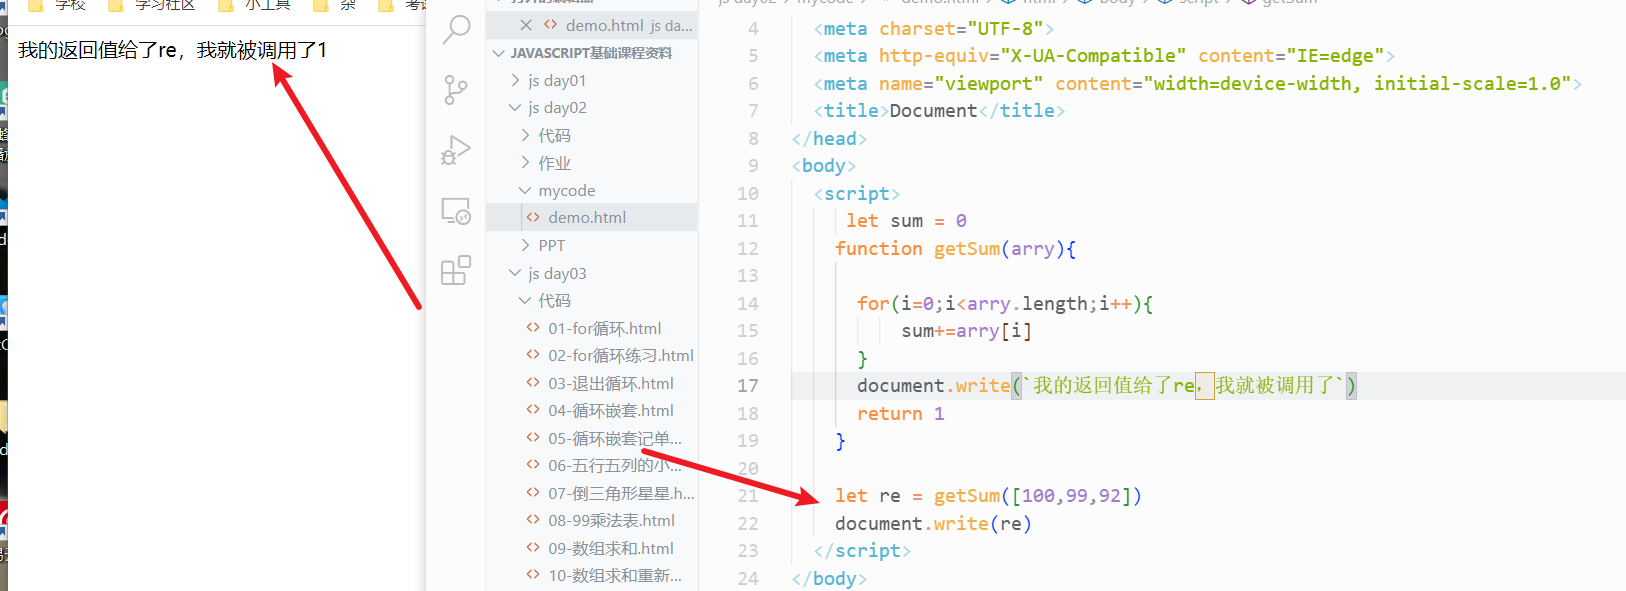 学校
学习社区
小工具
杂
我的返回值给了re，我就被调用了1
demo.html js da...
JAVASCRIPT基础课程资料
js day01
js day02
代码
作业
mycode
demo.html
PPT
js day03
代码
01-for循环.html
02-for循环练习.html
03-退出循环.html
04-循环嵌套.html
05-循环嵌套记单...
06-五行五列的小...
07-倒三角形星星.h...
08-99乘法表.html
09-数组求和.html
10-数组求和重新...
4 <meta charset="UTF-8">
5 <meta http-equiv="X-UA-Compatible" content="IE=edge">
6 <meta name="viewport" content="width=device-width, initial-scale=1.0">
7 <title>Document</title>
8 </head>
9 <body>
10 <script>
11 let sum = 0
12 function getSum(arry){
13
14 for(i=0;i<arry.length;i++){
15 sum+=arry[i]
16 }
17 document.write(`我的返回值给了re，我就被调用了`)
18 return 1
19 }
20
21 let re = getSum([100,99,92])
22 document.write(re)
23 </script>
24 </body>